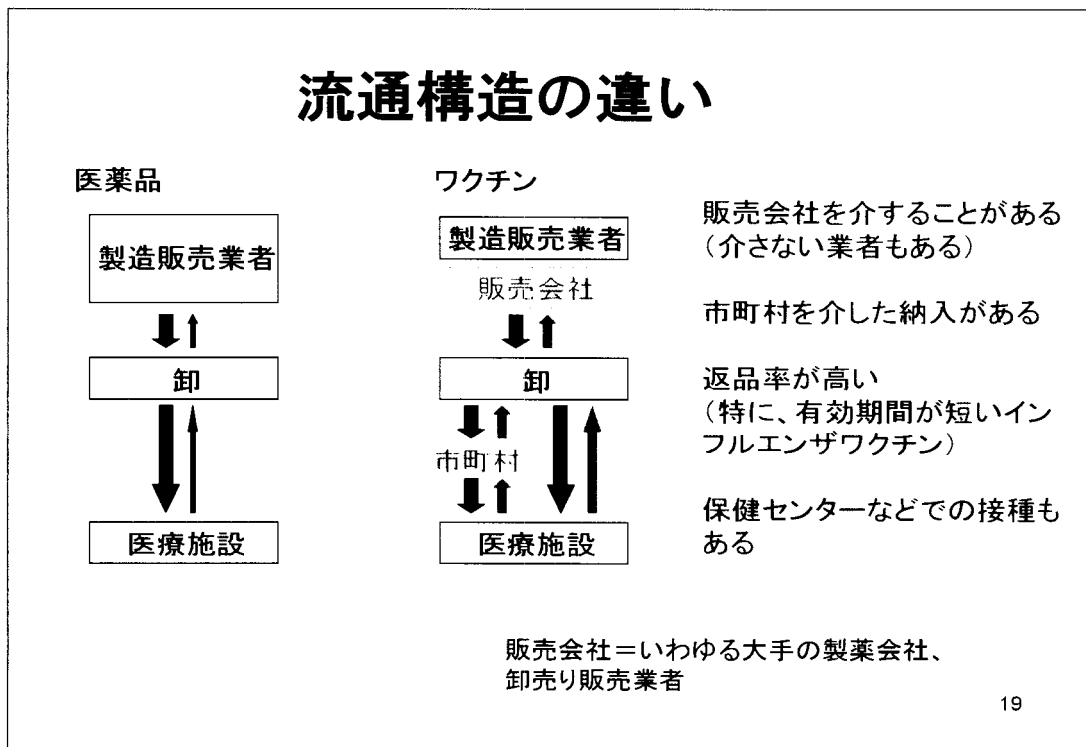 流通構造の違い
医薬品
製造販売業者
卸
医療施設
ワクチン
製造販売業者
販売会社
卸
市町村
医療施設
販売会社を介することがある
（介さない業者もある）
市町村を介した納入がある
返品率が高い
（特に、有効期間が短いイン
フルエンザワクチン）
保健センターなどでの接種も
ある
販売会社＝いわゆる大手の製薬会社、
卸売り販売業者
19